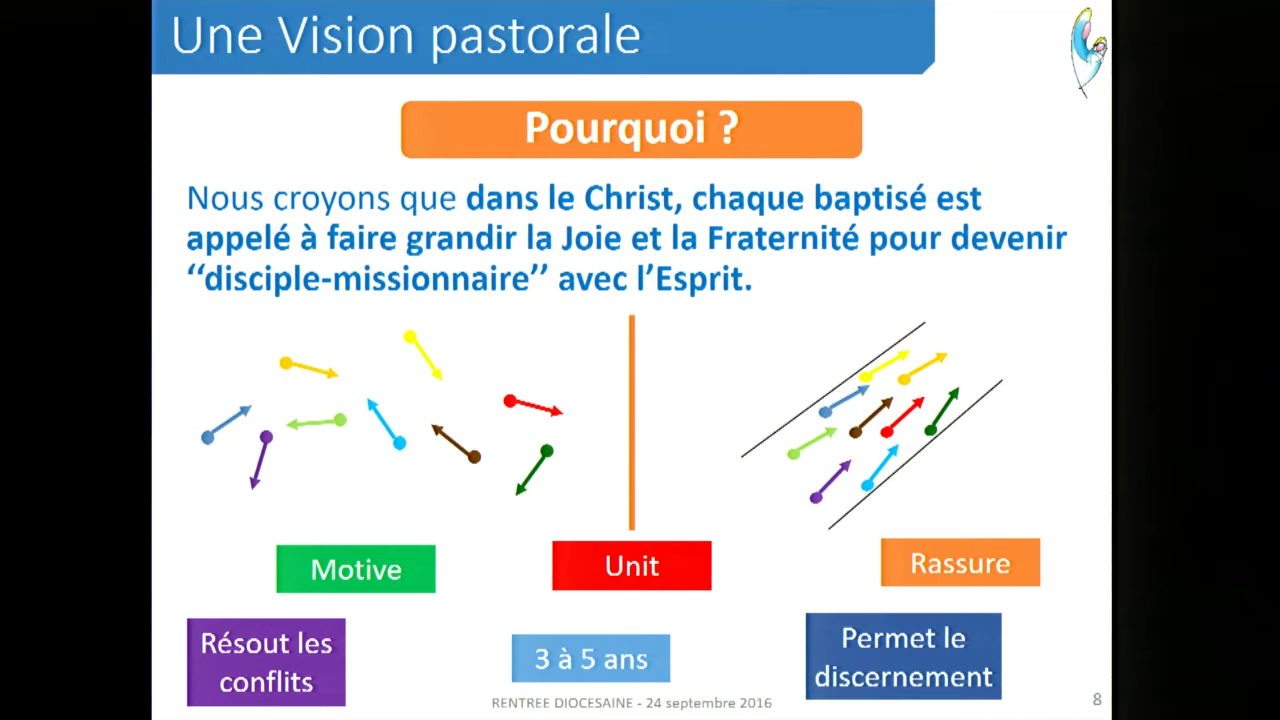 Une Vision pastorale
Pourquoi ?
Nous croyons que dans le Christ, chaque baptisé est
appelé à faire grandir la Joie et la Fraternité pour devenir
‘‘disciple-missionnaire’’ avec l’Esprit.
Motive
Unit
Rassure
Résout les
conflits
3 à 5 ans
Permet le
discernement
RENTREE DIOCESAINE - 24 septembre 2016
8